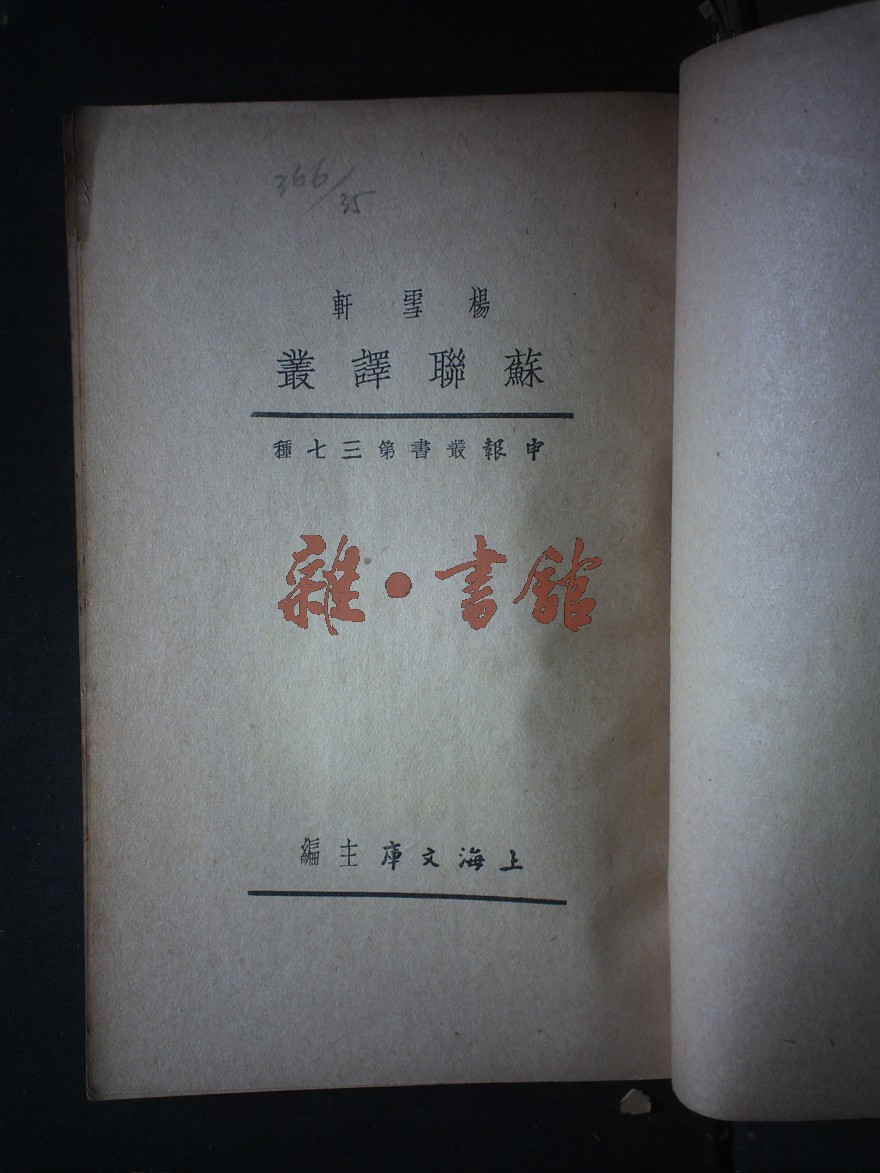 366/35
楊雪軒
蘇聯譯叢
申報叢書第三七種
雜·書館
上海文庫主編